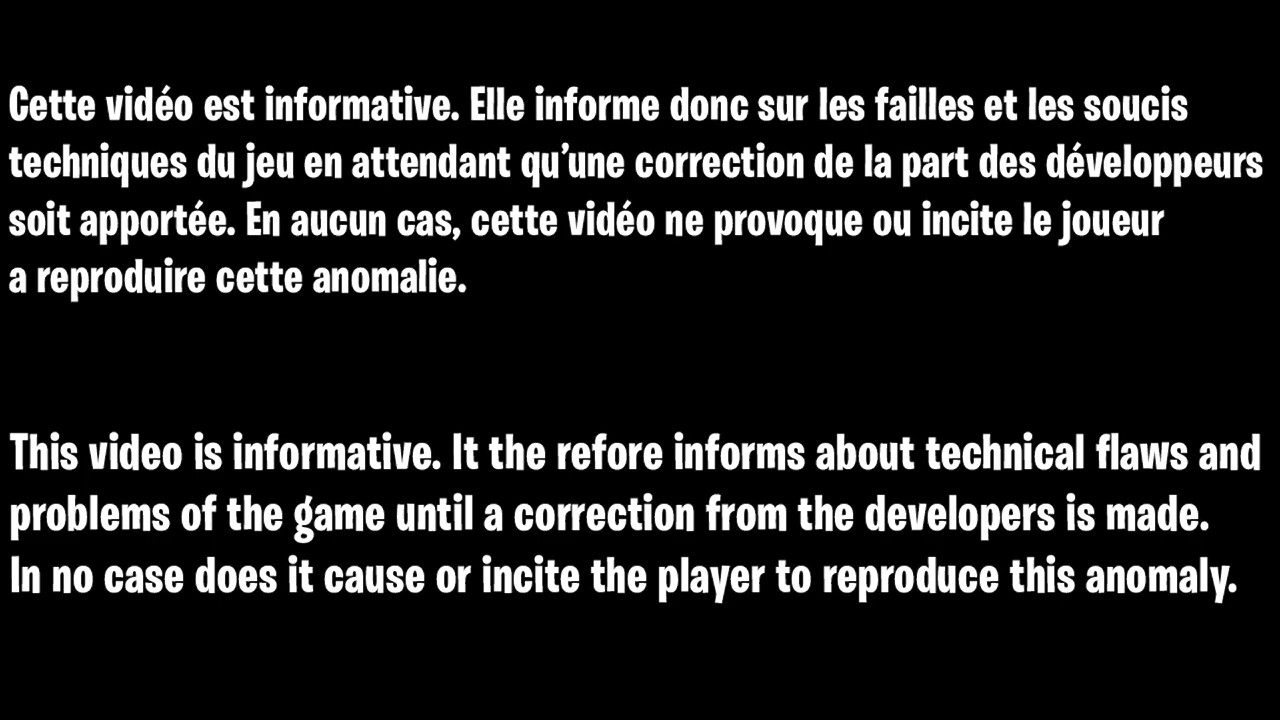 Cette vidéo est informative. Elle informe donc sur les failles et les soucis
techniques du jeu en attendant qu’une correction de la part des développeurs
soit apportée. En aucun cas, cette vidéo ne provoque ou incite le joueur
a reproduire cette anomalie.
This video is informative. It the refore informs about technical flaws and
problems of the game until a correction from the developers is made.
In no case does it cause or incite the player to reproduce this anomaly.